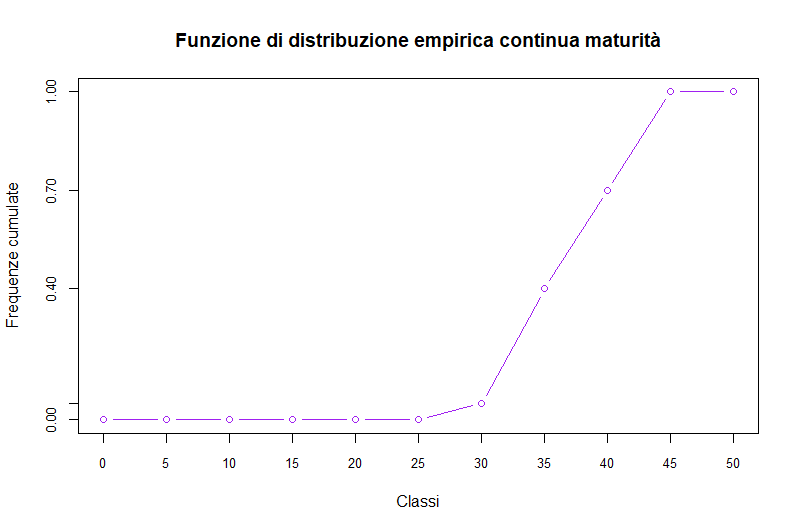 Funzione di distribuzione empirica continua maturità
Frequenze cumulate
1.00
0.70
0.40
0.00
0 5 10 15 20 25 30 35 40 45 50
Classi